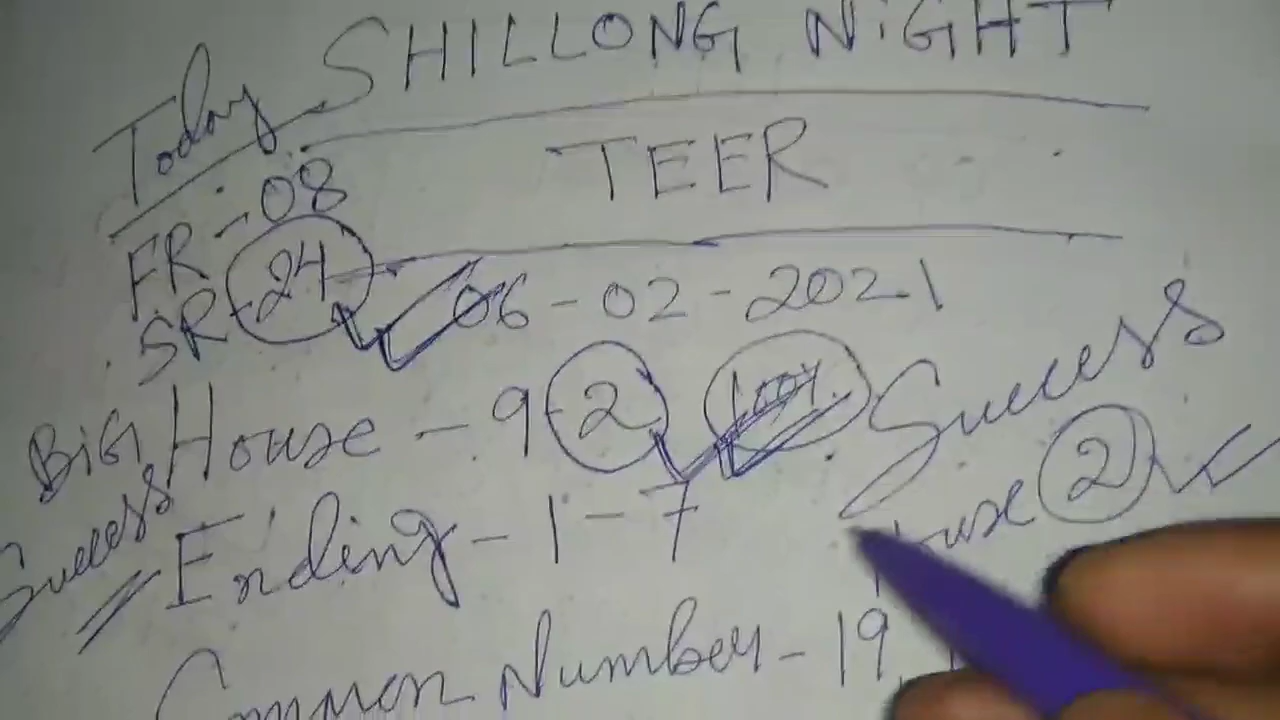 Today SHILLONG NiGHT
TEER
FR - 08
SR - 24
06-02-2021
BiG House - 9 2 100% Success
Success
House 2
Ending - 1 - 7
Common Number - 19,